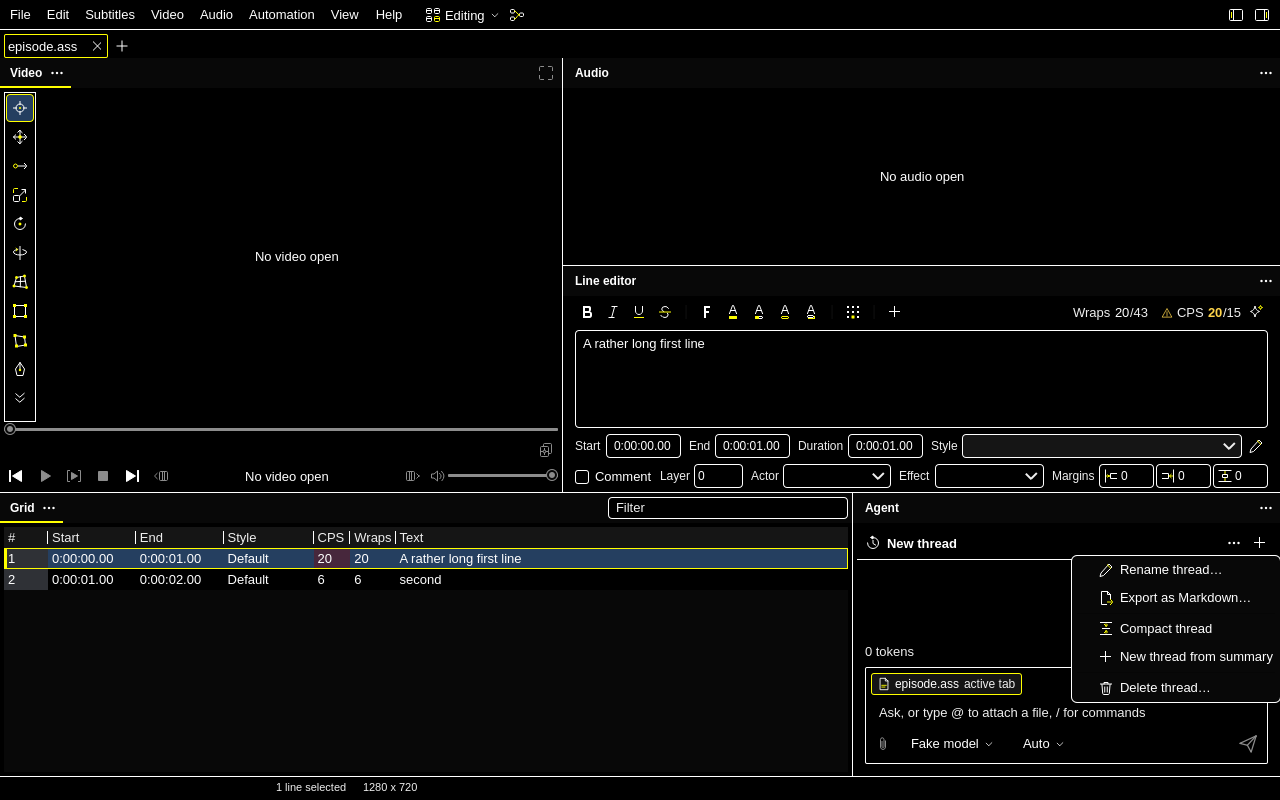 File Edit Subtitles Video Audio Automation View Help Editing
episode.ass
Video
Audio
No video open
No audio open
Line editor
B I U S F A A A A Wraps 20/43 CPS 20/15
A rather long first line
Start 0:00:00.00 End 0:00:01.00 Duration 0:00:01.00 Style
Comment Layer 0 Actor Effect Margins 0 0 0
No video open
Grid
Filter
# Start End Style CPS Wraps Text
1 0:00:00.00 0:00:01.00 Default 20 20 A rather long first line
2 0:00:01.00 0:00:02.00 Default 6 6 second
Agent
New thread
Rename thread…
Export as Markdown…
Compact thread
New thread from summary
Delete thread…
0 tokens
episode.ass active tab
Ask, or type @ to attach a file, / for commands
Fake model Auto
1 line selected 1280 x 720